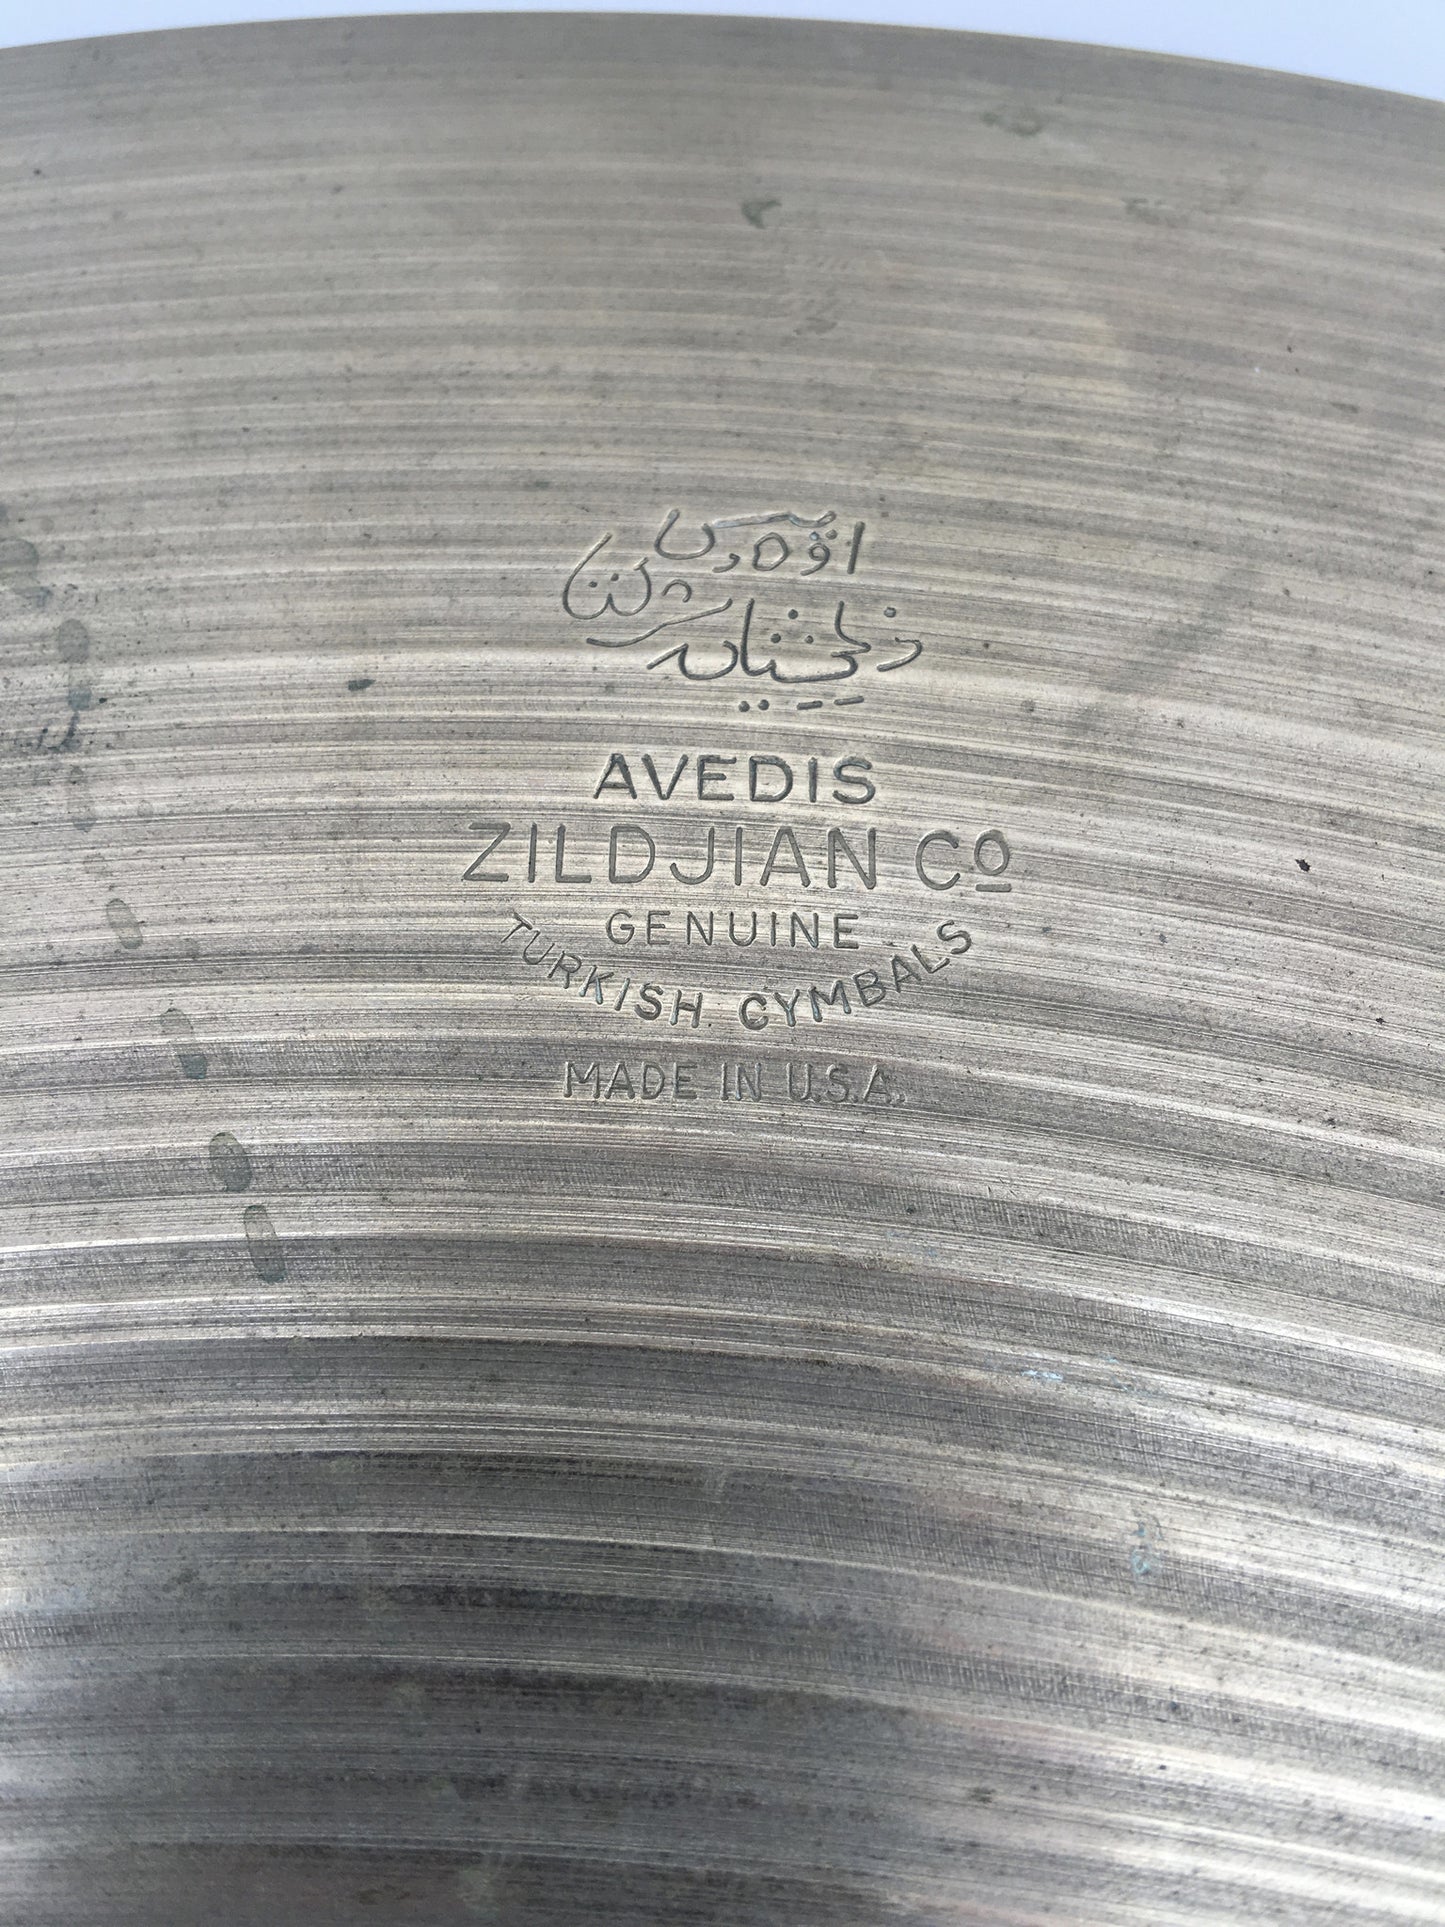 AVEDIS
ZILDJIAN Cº
GENUINE
TURKISH CYMBALS
MADE IN U.S.A.